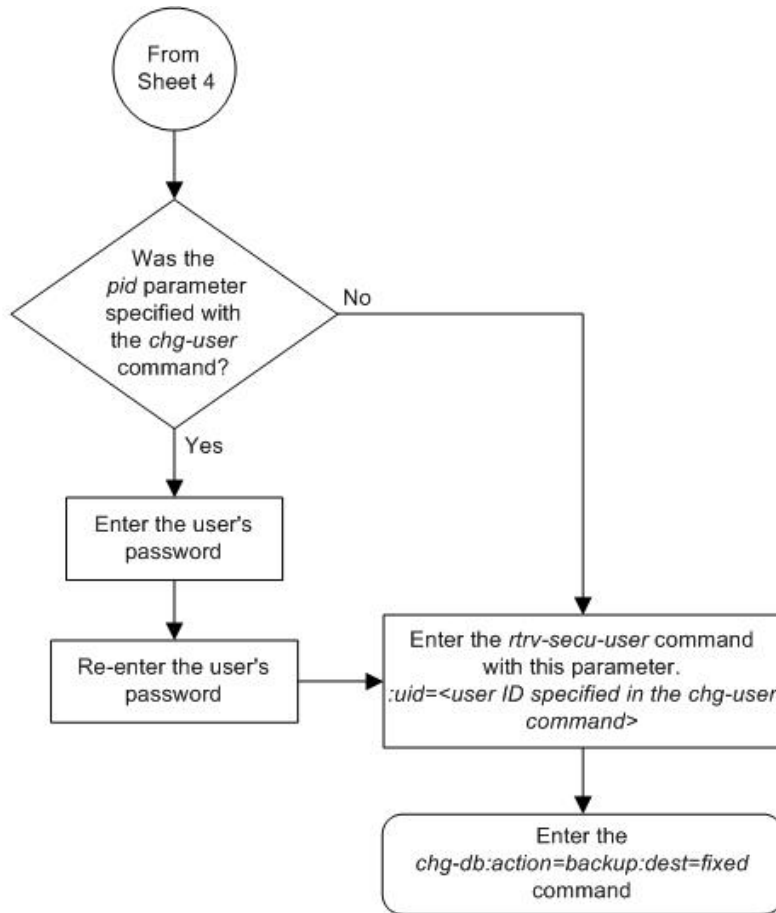 From
Sheet 4
Was the
pid parameter
specified with
the chg-user
command?
No
Yes
Enter the user's
password
Re-enter the user's
password
Enter the rtrv-secu-user command
with this parameter.
:uid=<user ID specified in the chg-user
command>
Enter the
chg-db:action=backup:dest=fixed
command